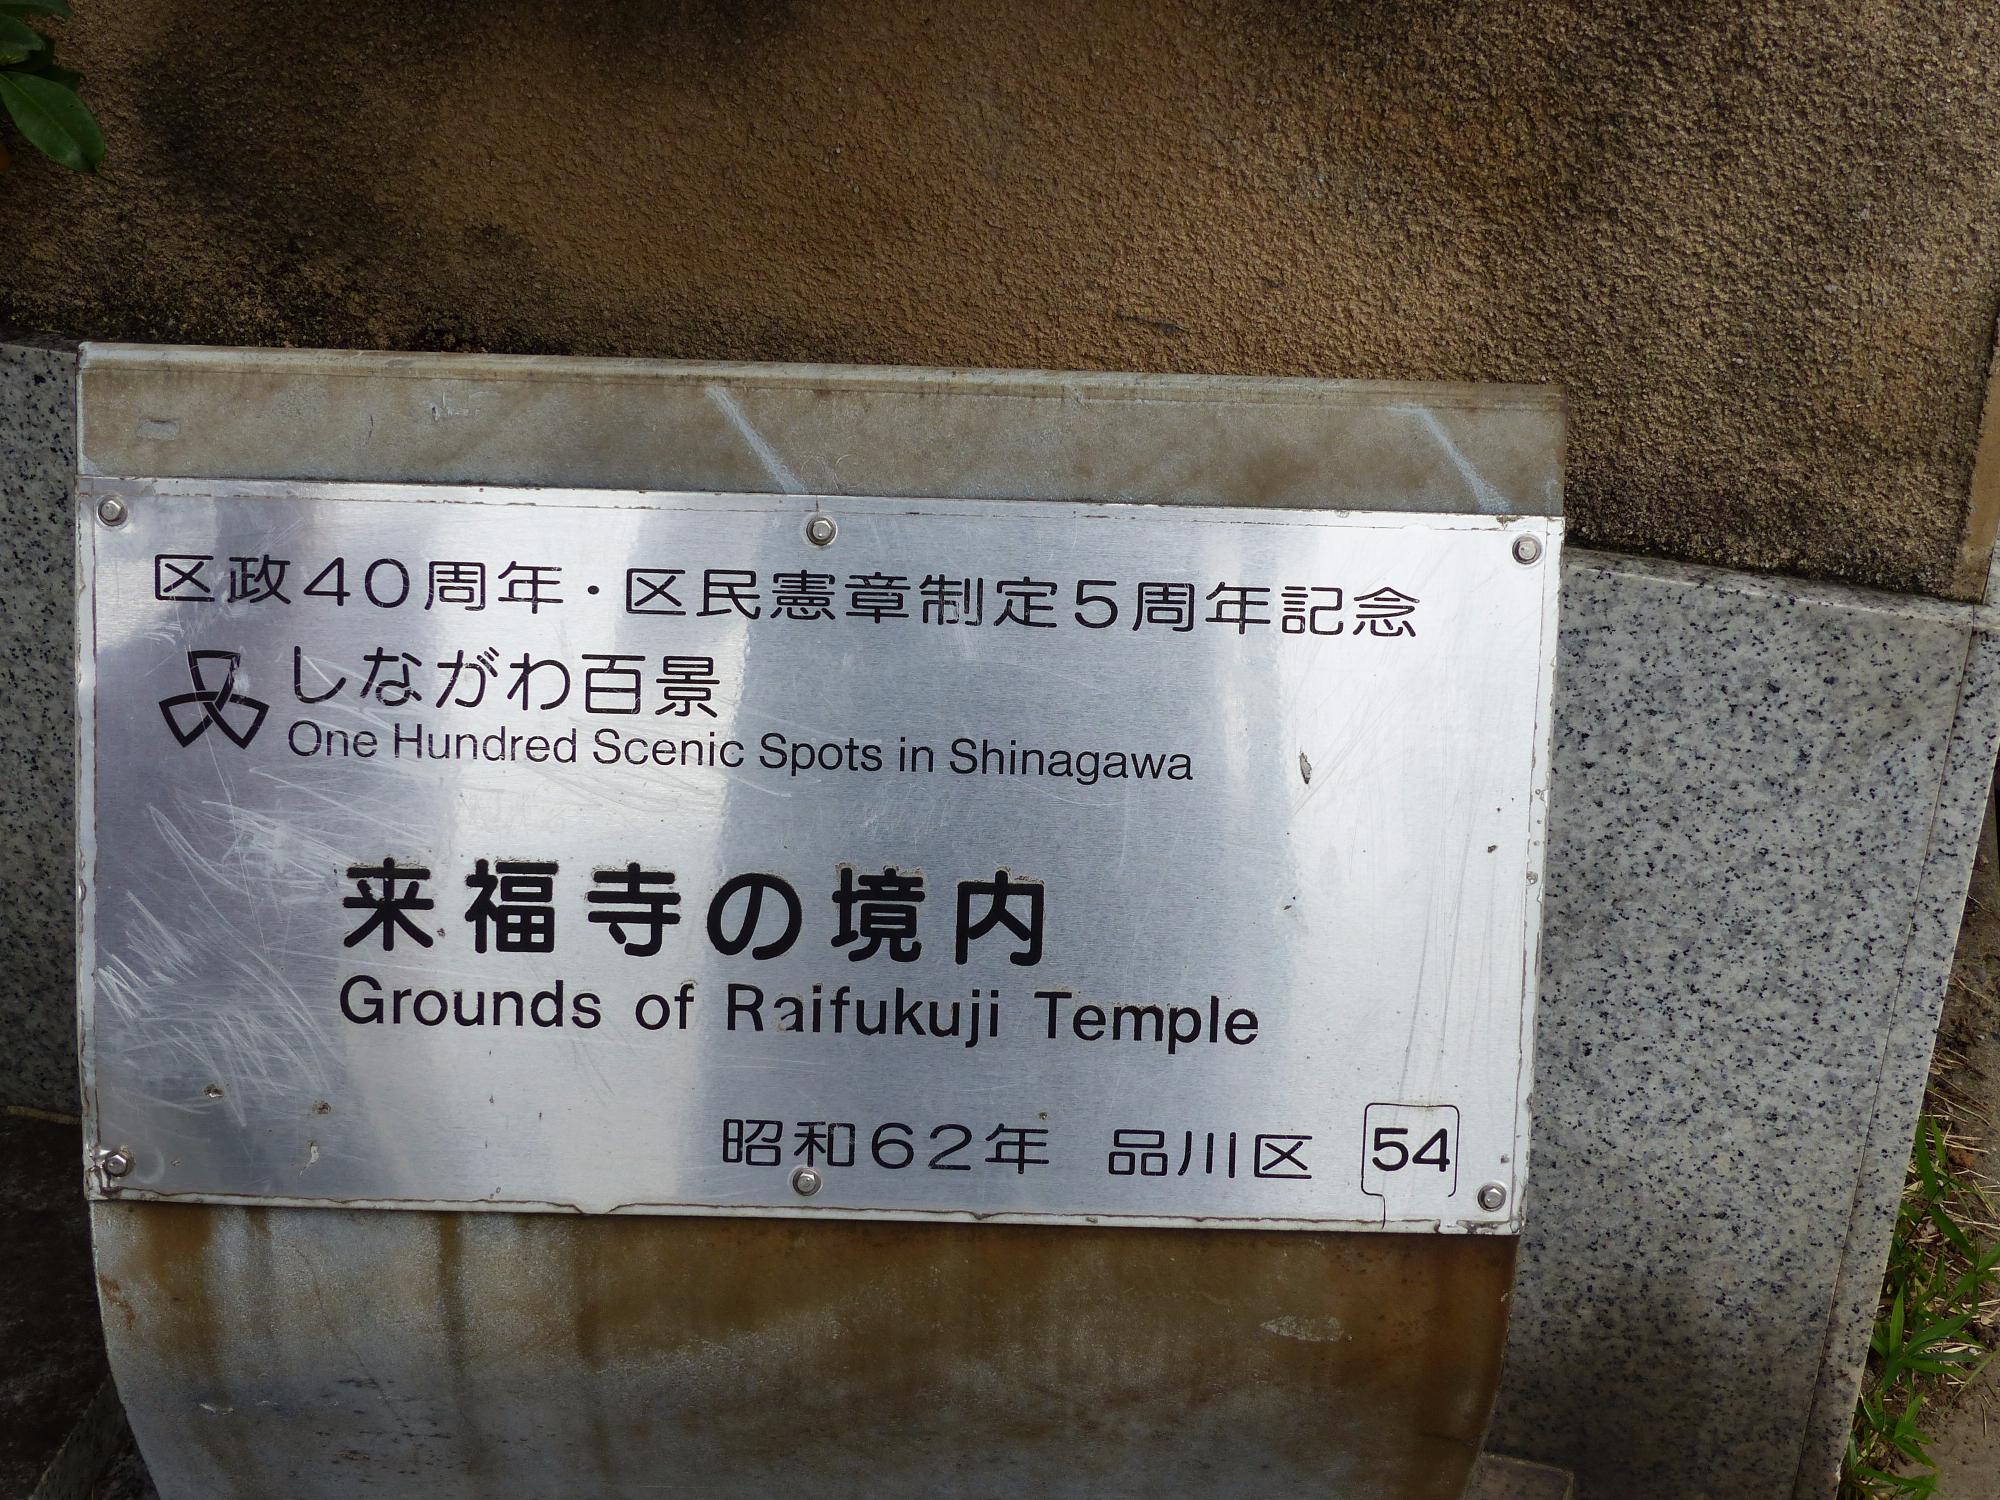 区政40周年・区民憲章制定5周年記念
しながわ百景
One Hundred Scenic Spots in Shinagawa
来福寺の境内
Grounds of Raifukuji Temple
昭和62年 品川区 54